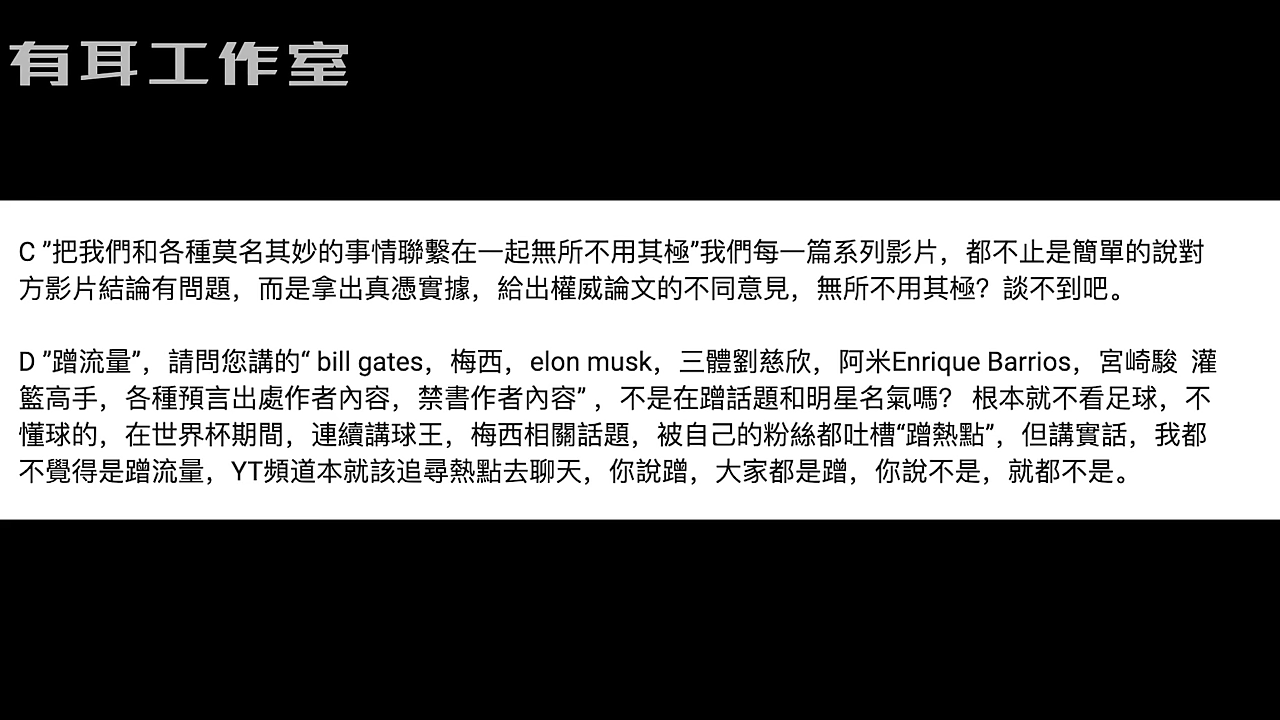 有耳工作室
C ”把我們和各種莫名其妙的事情聯繫在一起無所不用其極”我們每一篇系列影片，都不止是簡單的說對
方影片結論有問題，而是拿出真憑實據，給出權威論文的不同意見，無所不用其極？談不到吧。
D ”蹭流量”，請問您講的“ bill gates，梅西，elon musk，三體劉慈欣，阿米Enrique Barrios，宮崎駿 灌
籃高手，各種預言出處作者內容，禁書作者內容” ，不是在蹭話題和明星名氣嗎？ 根本就不看足球，不
懂球的，在世界杯期間，連續講球王，梅西相關話題，被自己的粉絲都吐槽“蹭熱點”，但講實話，我都
不覺得是蹭流量，YT頻道本就該追尋熱點去聊天，你說蹭，大家都是蹭，你說不是，就都不是。